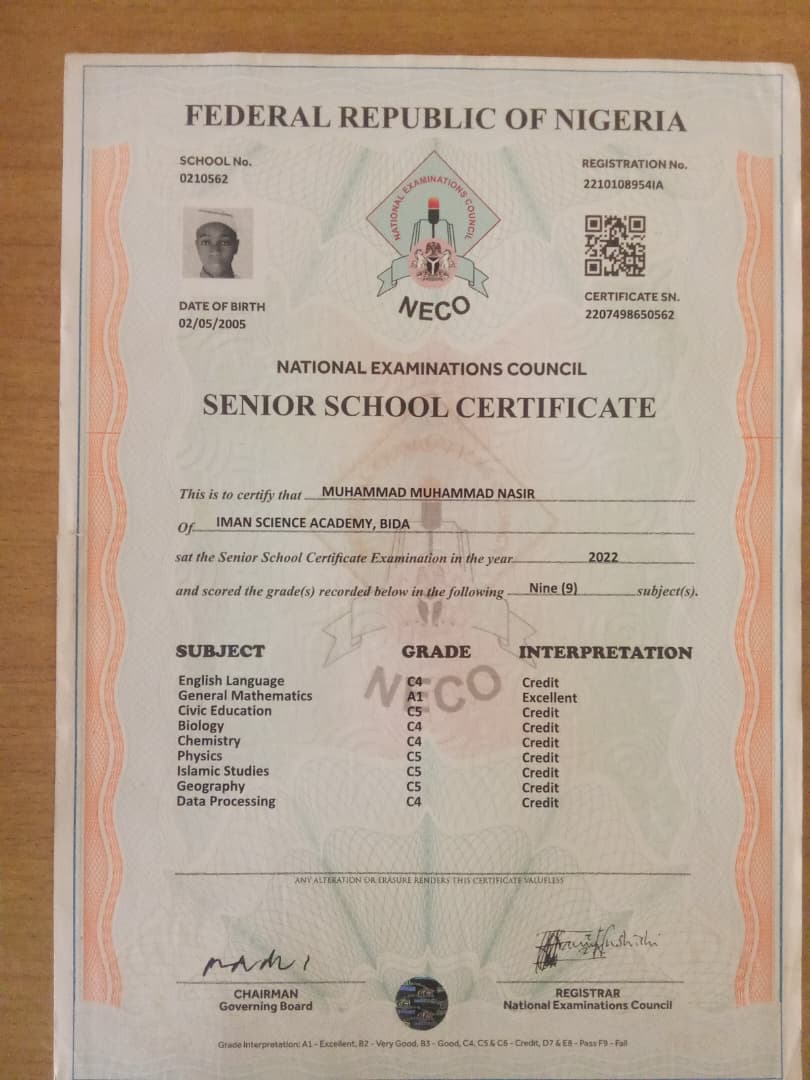 FEDERAL REPUBLIC OF NIGERIA
SCHOOL No.
0210562
REGISTRATION No.
2210108954IA
NATIONAL EXAMINATIONS COUNCIL
NECO
DATE OF BIRTH
02/05/2005
CERTIFICATE SN.
2207498650562
NATIONAL EXAMINATIONS COUNCIL
SENIOR SCHOOL CERTIFICATE
This is to certify that MUHAMMAD MUHAMMAD NASIR
Of IMAN SCIENCE ACADEMY, BIDA
sat the Senior School Certificate Examination in the year 2022
and scored the grade(s) recorded below in the following Nine (9) subject(s).
SUBJECT GRADE INTERPRETATION
English Language C4 Credit
General Mathematics A1 Excellent
Civic Education C5 Credit
Biology C4 Credit
Chemistry C4 Credit
Physics C5 Credit
Islamic Studies C5 Credit
Geography C5 Credit
Data Processing C4 Credit
NECO
ANY ALTERATION OR ERASURE RENDERS THIS CERTIFICATE VALUELESS
CHAIRMAN
Governing Board
REGISTRAR
National Examinations Council
Grade Interpretation: A1 - Excellent, B2 - Very Good, B3 - Good, C4, C5 & C6 - Credit, D7 & E8 - Pass F9 - Fail